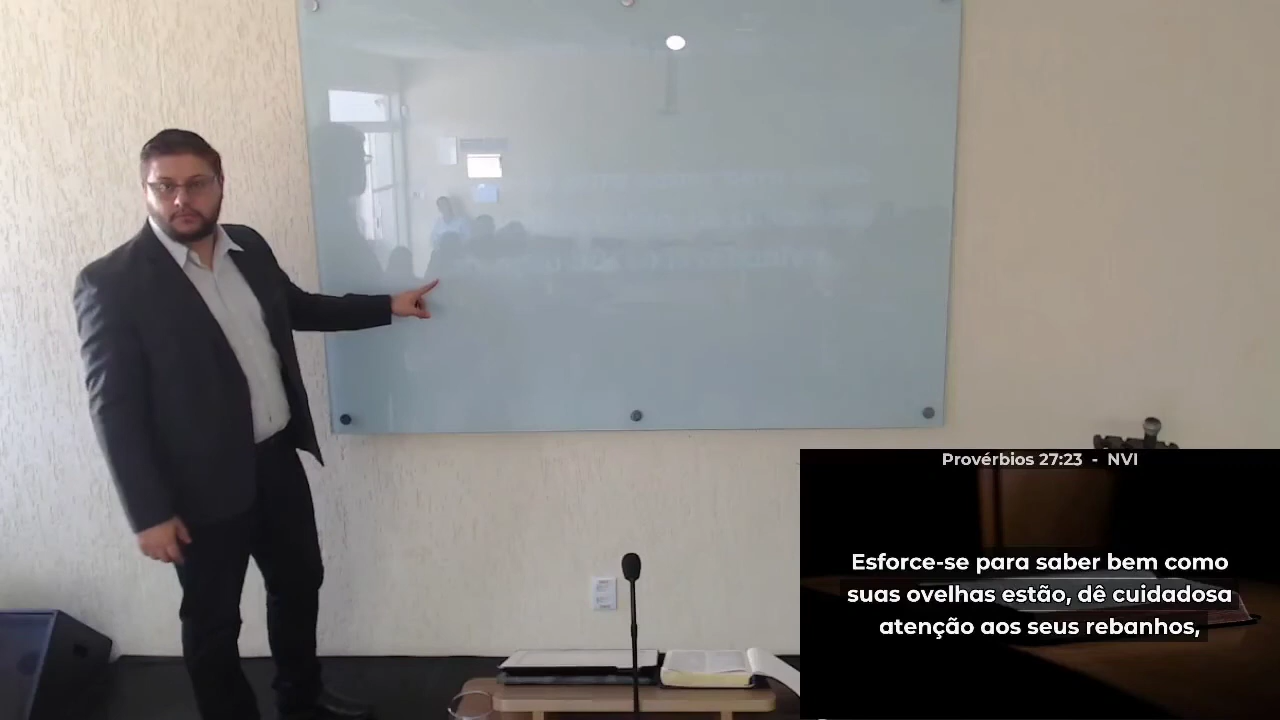 Provérbios 27:23 - NVI
Esforce-se para saber bem como
suas ovelhas estão, dê cuidadosa
atenção aos seus rebanhos,